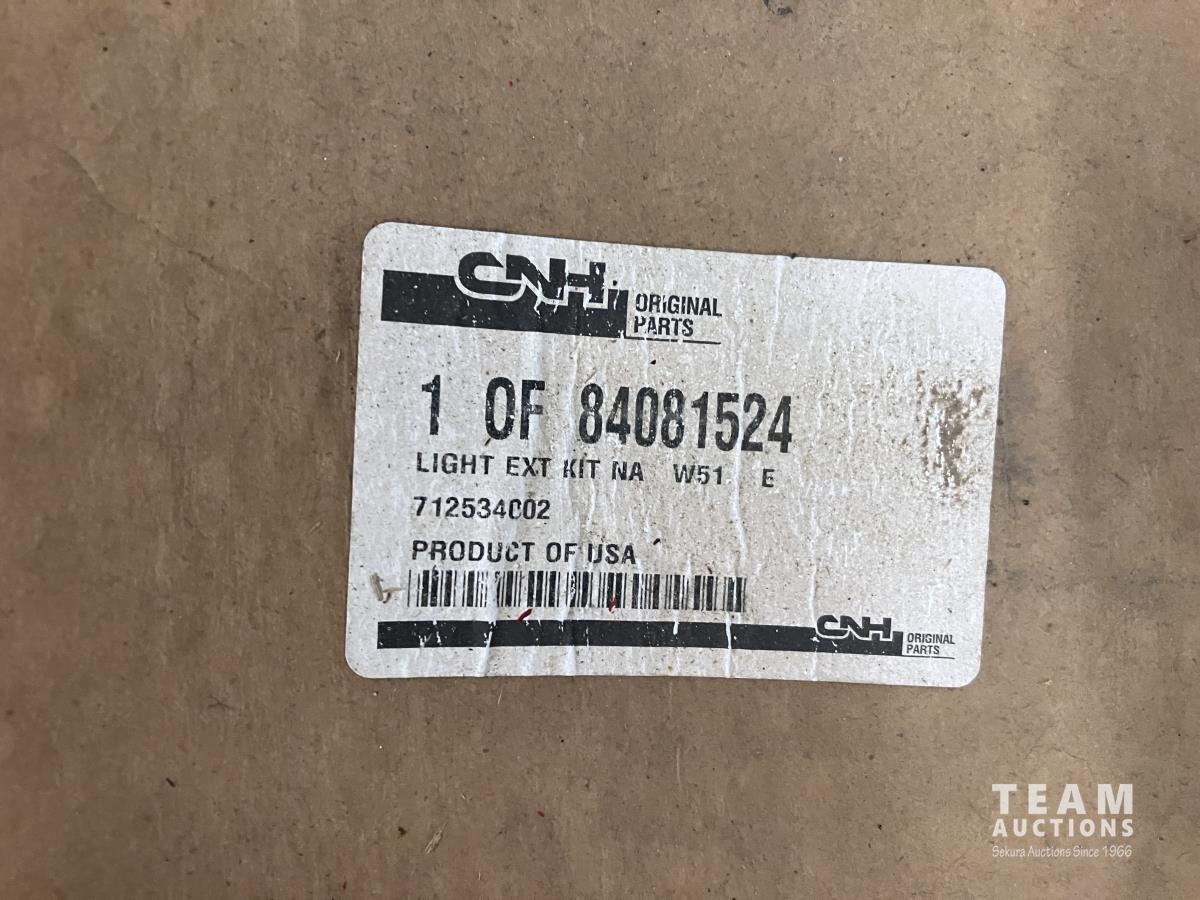 CNH ORIGINAL
PARTS
1 OF 84081524
LIGHT EXT KIT NA W51 E
712534002
PRODUCT OF USA
CNH ORIGINAL
PARTS
TEAM
AUCTIONS
Sekura Auctions Since 1966